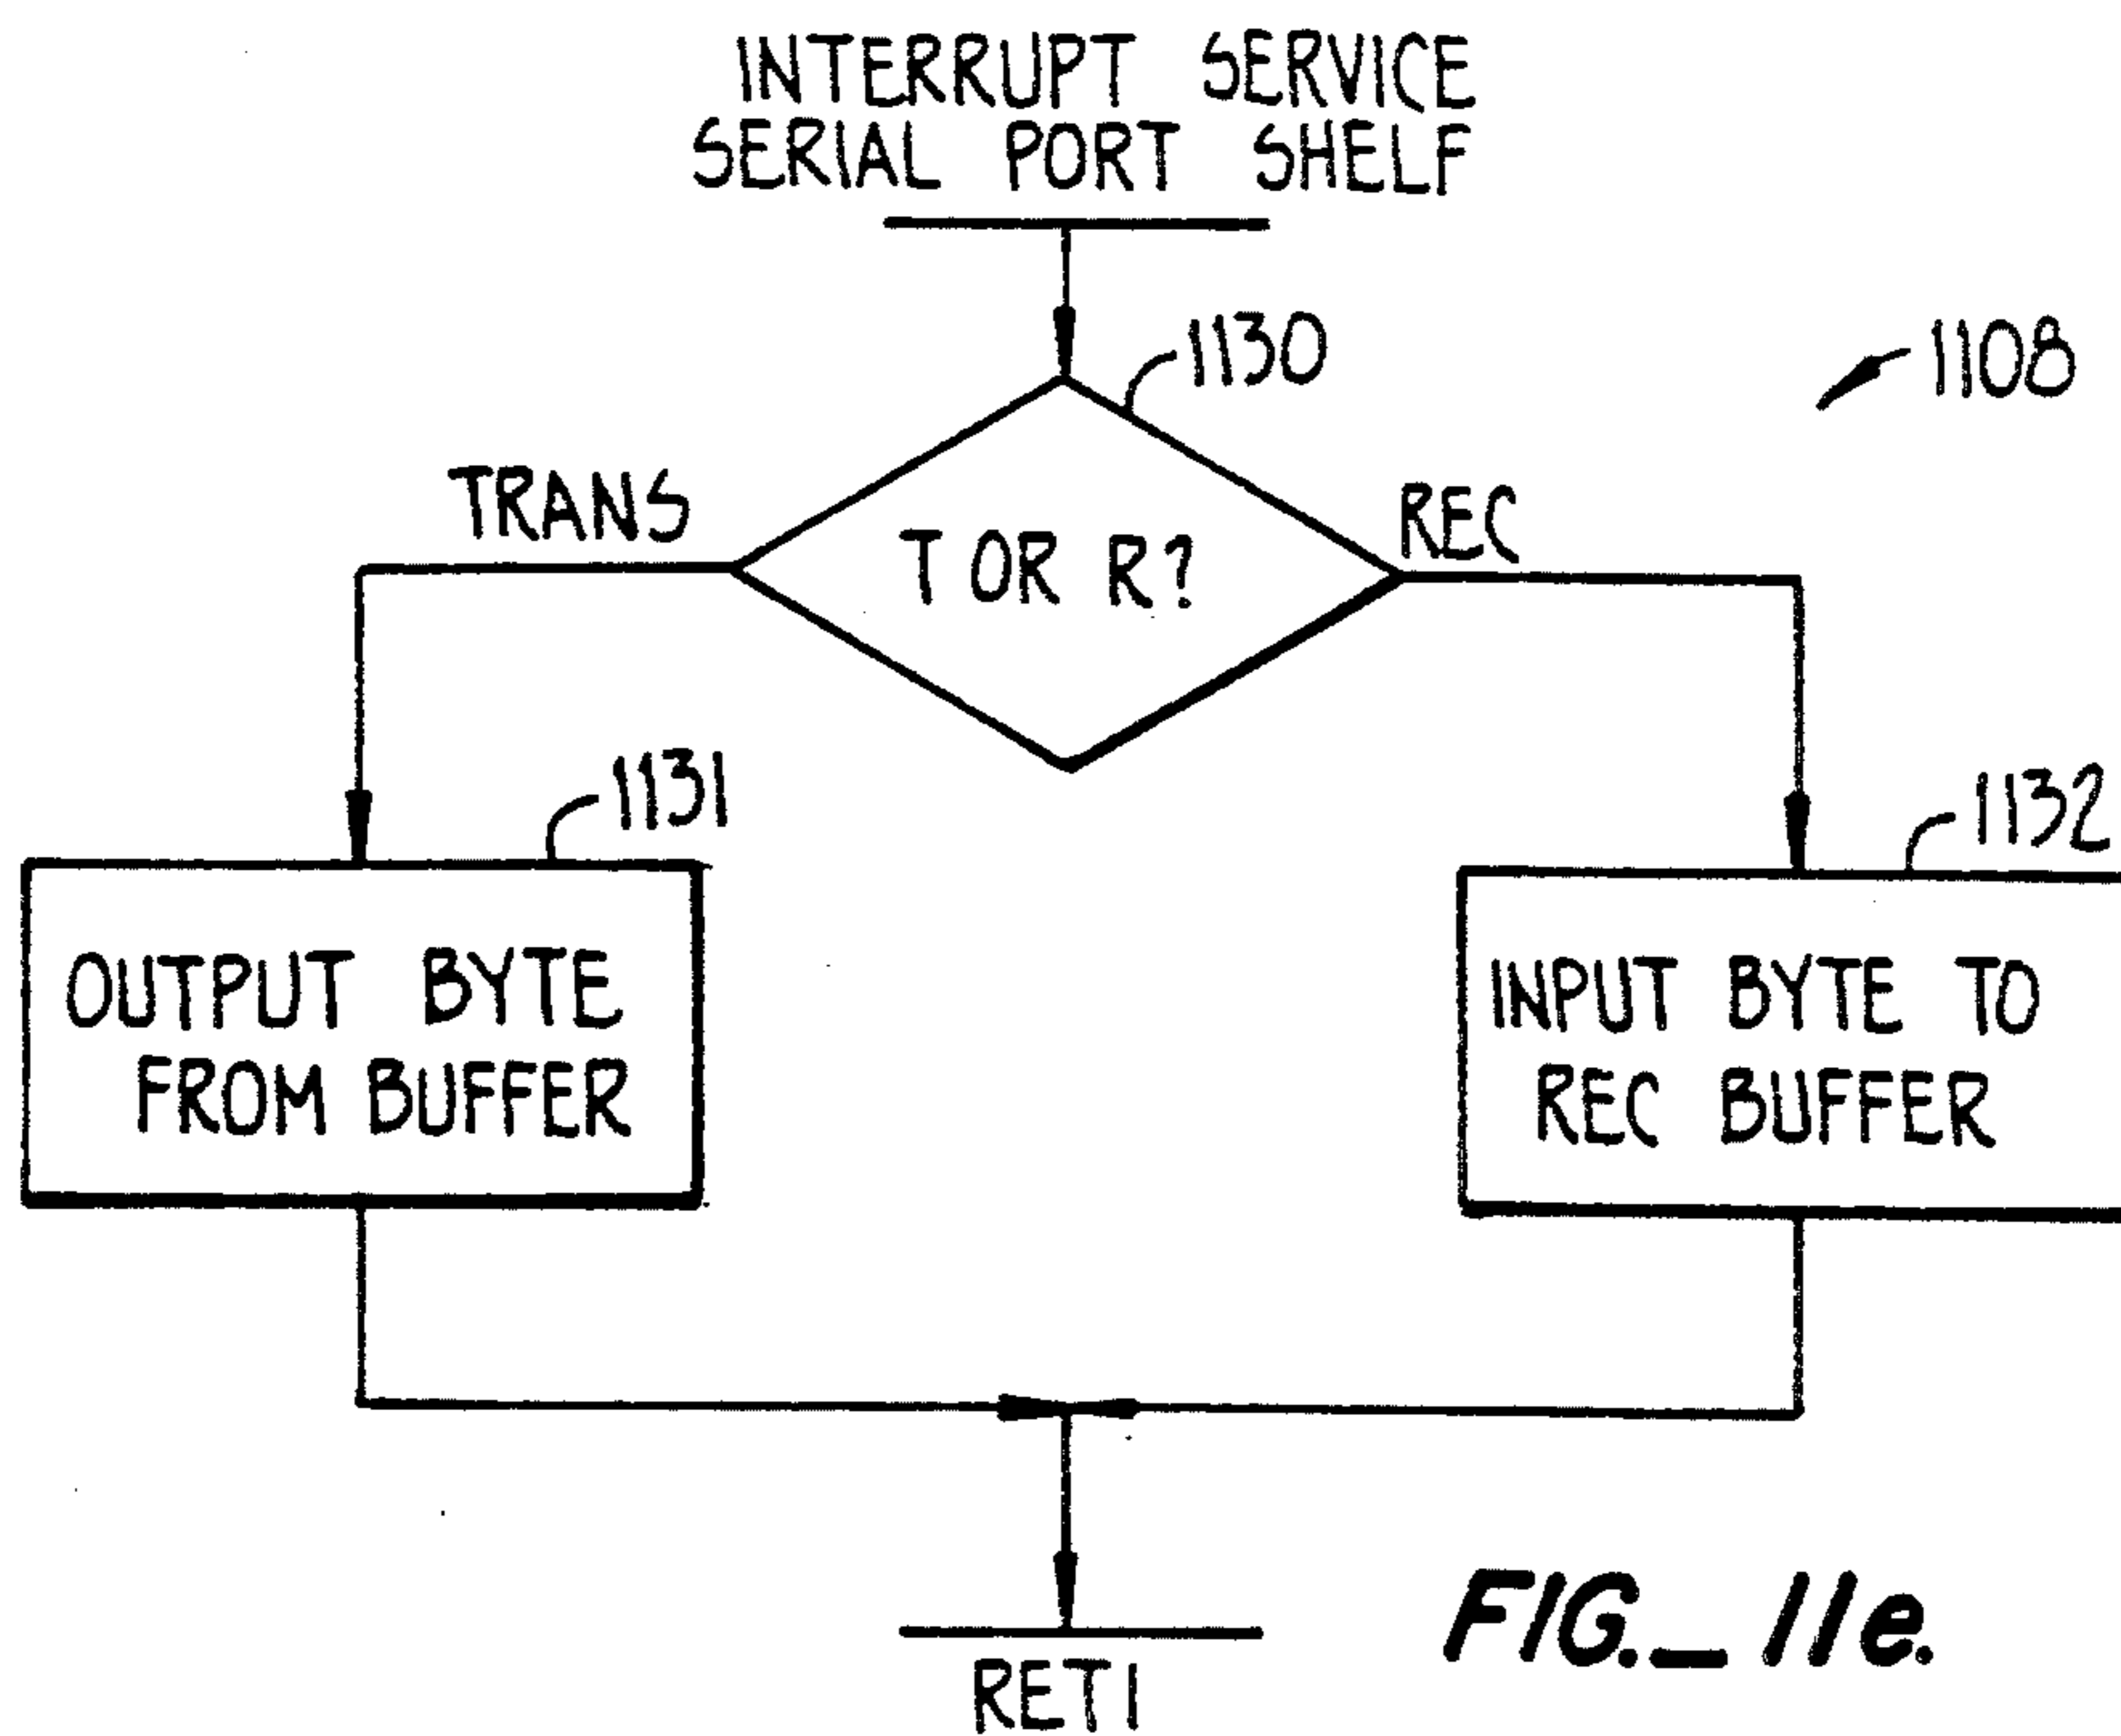 INTERRUPT SERVICE
SERIAL PORT SHELF
1130
1108
TRANS
T OR R?
REC
1131
1132
OUTPUT BYTE
FROM BUFFER
INPUT BYTE TO
REC BUFFER
RETI
FIG._11e.